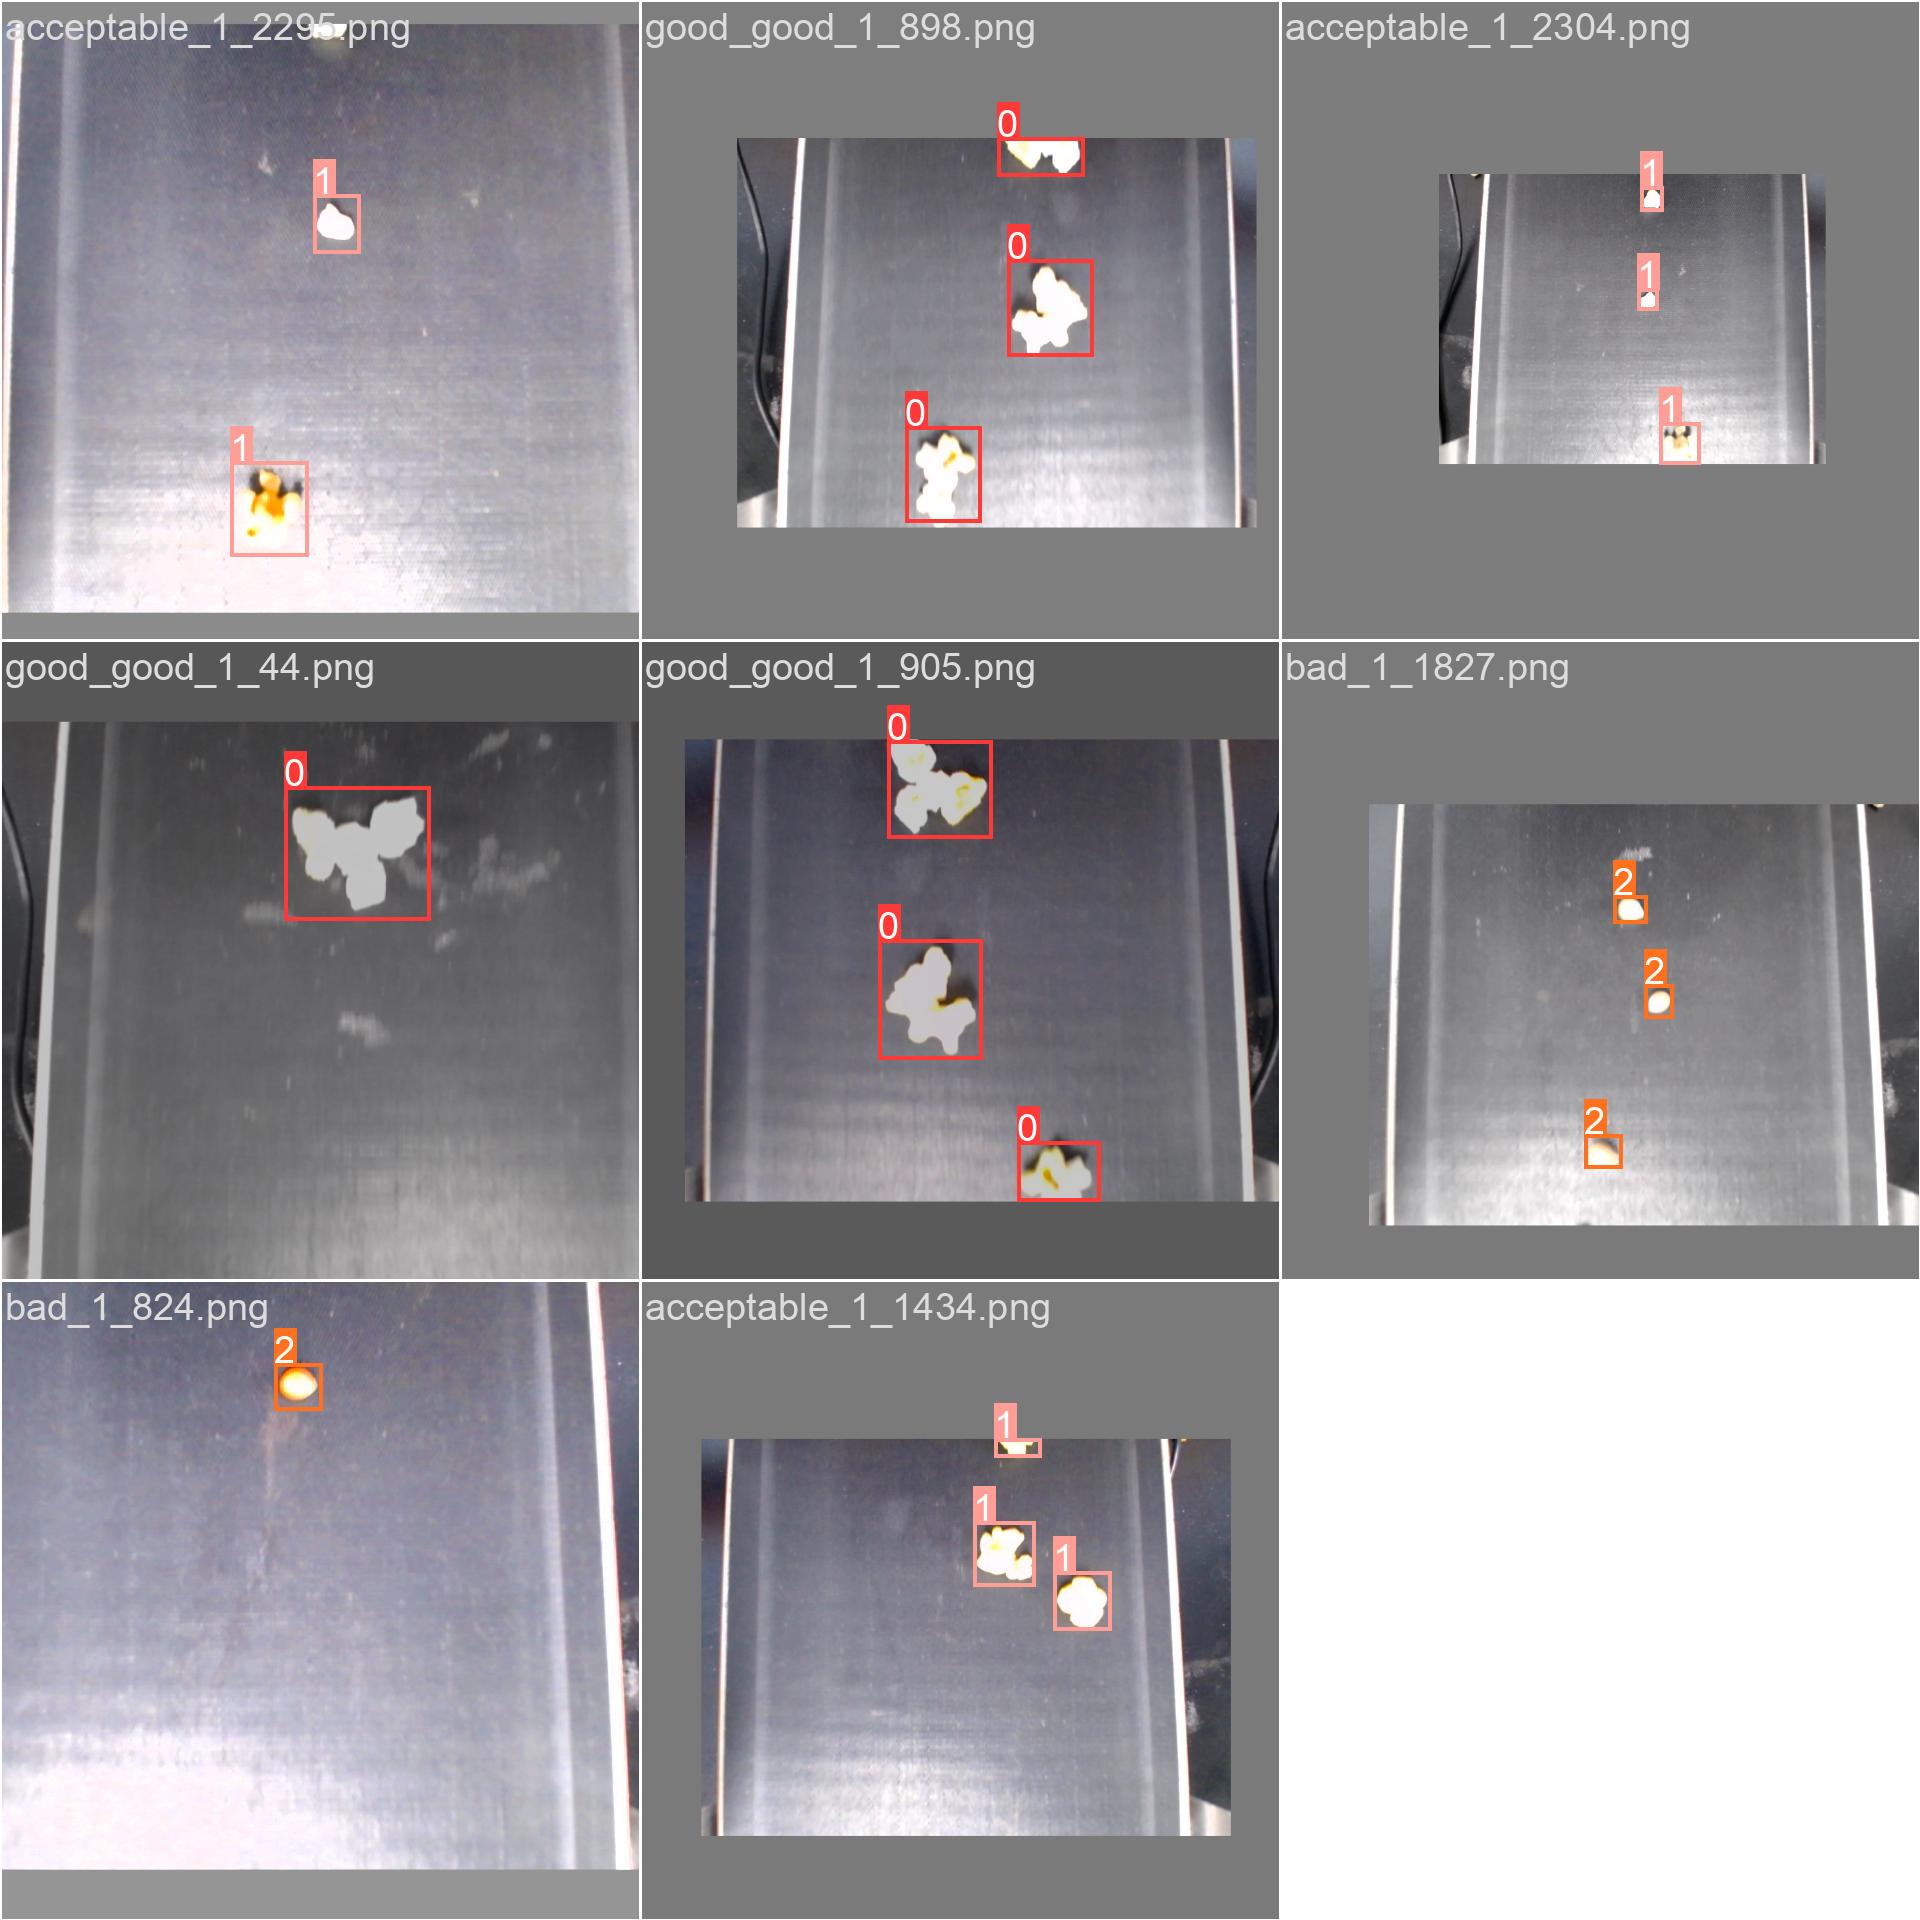 acceptable_1_2295.png
good_good_1_898.png
acceptable_1_2304.png
1
1
0
0
0
1
1
1
good_good_1_44.png
good_good_1_905.png
bad_1_1827.png
0
0
0
0
2
2
2
bad_1_824.png
acceptable_1_1434.png
2
1
1
1